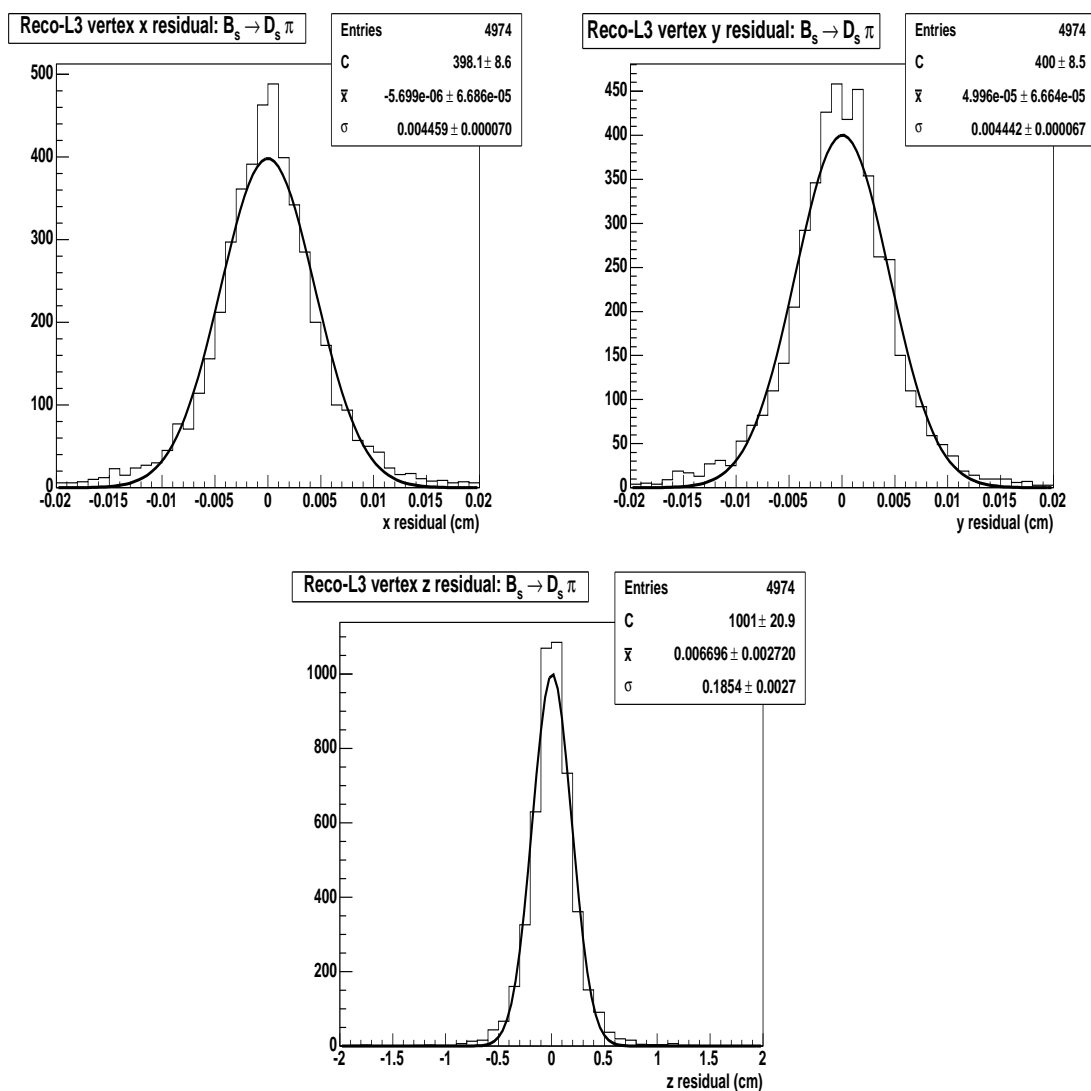 Reco-L3 vertex x residual: Bs → Ds π
Entries 4974
C 398.1 ± 8.6
x̄ -5.699e-06 ± 6.686e-05
σ 0.004459 ± 0.000070
500
400
300
200
100
0
-0.02 -0.015 -0.01 -0.005 0 0.005 0.01 0.015 0.02
x residual (cm)
Reco-L3 vertex y residual: Bs → Ds π
Entries 4974
C 400 ± 8.5
x̄ 4.996e-05 ± 6.664e-05
σ 0.004442 ± 0.000067
450
400
350
300
250
200
150
100
50
0
-0.02 -0.015 -0.01 -0.005 0 0.005 0.01 0.015 0.02
y residual (cm)
Reco-L3 vertex z residual: Bs → Ds π
Entries 4974
C 1001 ± 20.9
x̄ 0.006696 ± 0.002720
σ 0.1854 ± 0.0027
1000
800
600
400
200
0
-2 -1.5 -1 -0.5 0 0.5 1 1.5 2
z residual (cm)